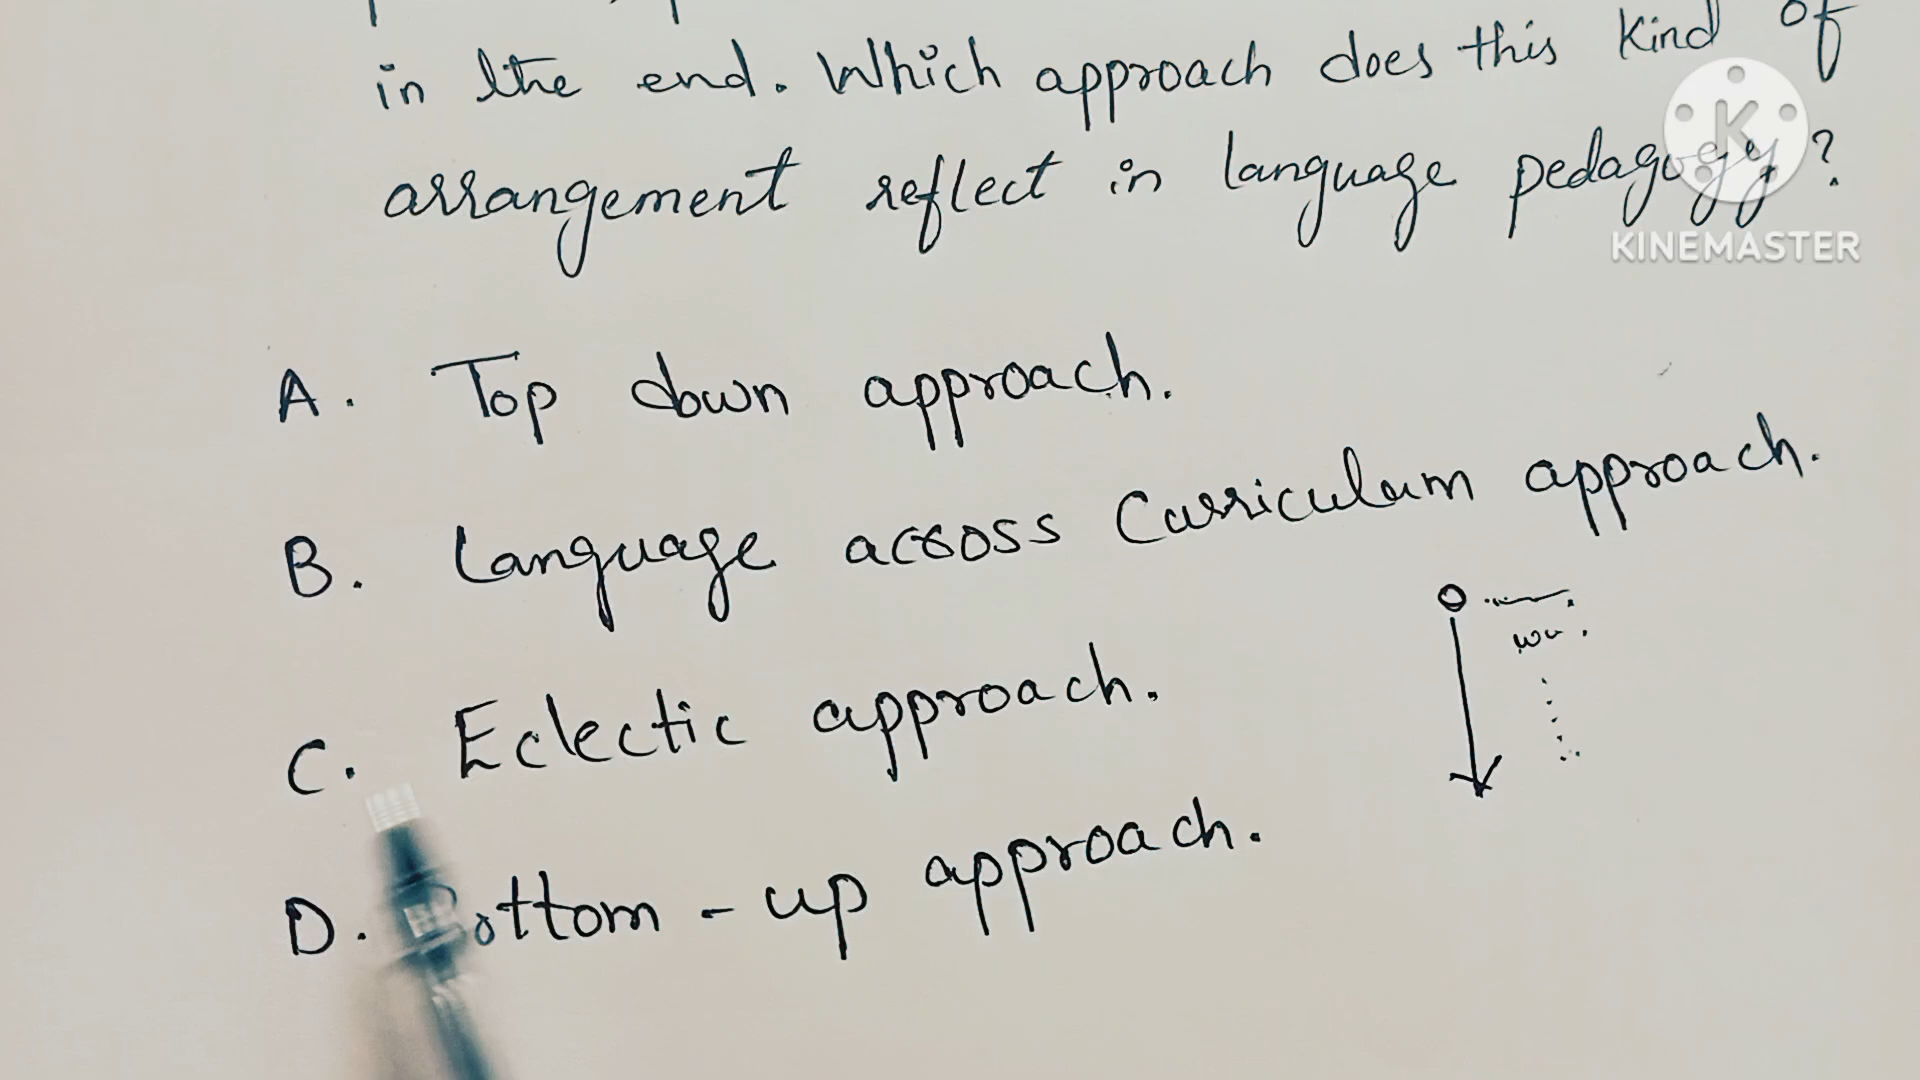 in the end. Which approach does this kind of
arrangement reflect in language pedagogy?
KINEMASTER
A. Top down approach.
B. Language across Curriculum approach.
C. Eclectic approach.
D. Bottom - up approach.